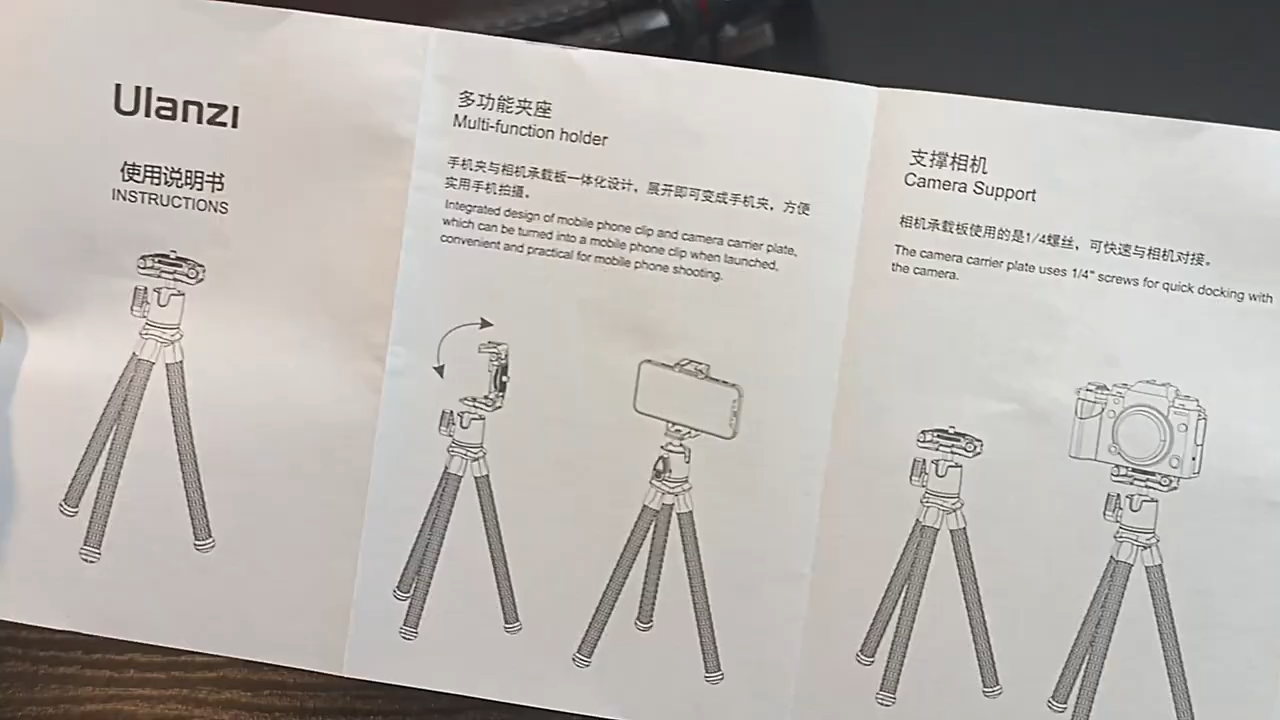 Ulanzi
使用说明书
INSTRUCTIONS
多功能夹座
Multi-function holder
手机夹与相机承载板一体化设计，展开即可变成手机夹，方便
实用手机拍摄。
Integrated design of mobile phone clip and camera carrier plate,
which can be turned into a mobile phone clip when launched,
convenient and practical for mobile phone shooting.
支撑相机
Camera Support
相机承载板使用的是1/4螺丝，可快速与相机对接。
The camera carrier plate uses 1/4" screws for quick docking with
the camera.